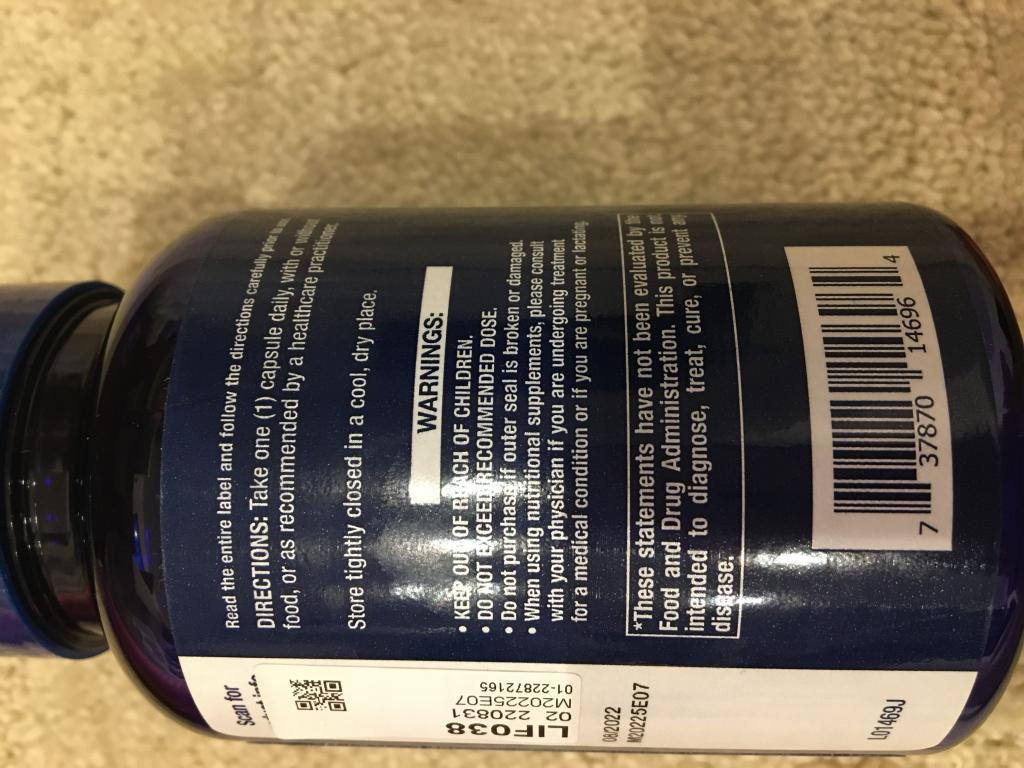 Read the entire label and follow the directions carefully prior to
DIRECTIONS: Take one (1) capsule daily, with or without
food, or as recommended by a healthcare practitioner.
Store tightly closed in a cool, dry place.
WARNINGS:
• KEEP OUT OF REACH OF CHILDREN.
• DO NOT EXCEED RECOMMENDED DOSE.
• Do not purchase if outer seal is broken or damaged.
• When using nutritional supplements, please consult
with your physician if you are undergoing treatment
for a medical condition or if you are pregnant or lactating.
*These statements have not been evaluated by the
Food and Drug Administration. This product is not
intended to diagnose, treat, cure, or prevent any
disease.
7 37870 14696 4
Scan for
LIF038
02 220831
M20225E07
01-22872165
08/2022
M20225E07
L01469J